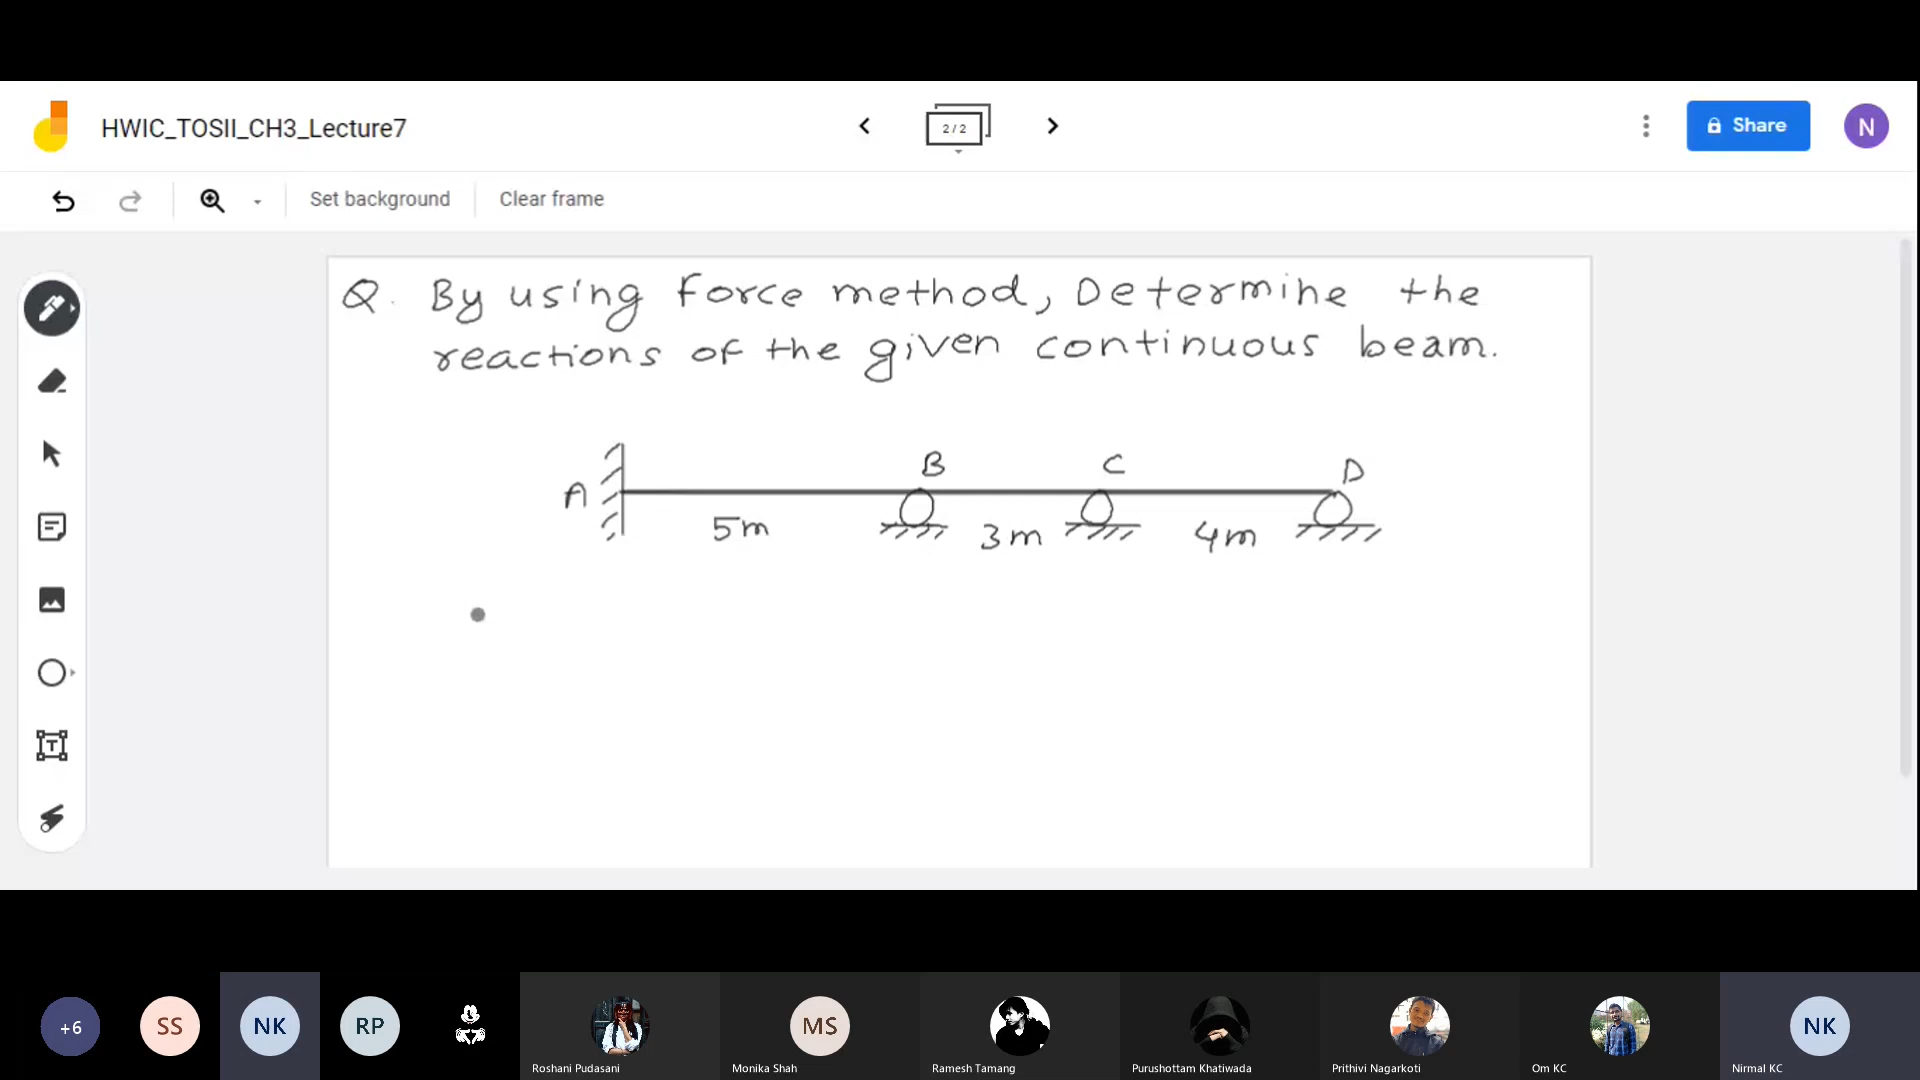 HWIC_TOSII_CH3_Lecture7
2 / 2
Share
N
Set background
Clear frame
Q. By using force method, Determine the
reactions of the given continuous beam.
A
B
C
D
5m
3m
4m
T
+6
SS
NK
RP
MS
NK
Roshani Pudasani
Monika Shah
Ramesh Tamang
Purushottam Khatiwada
Prithivi Nagarkoti
Om KC
Nirmal KC